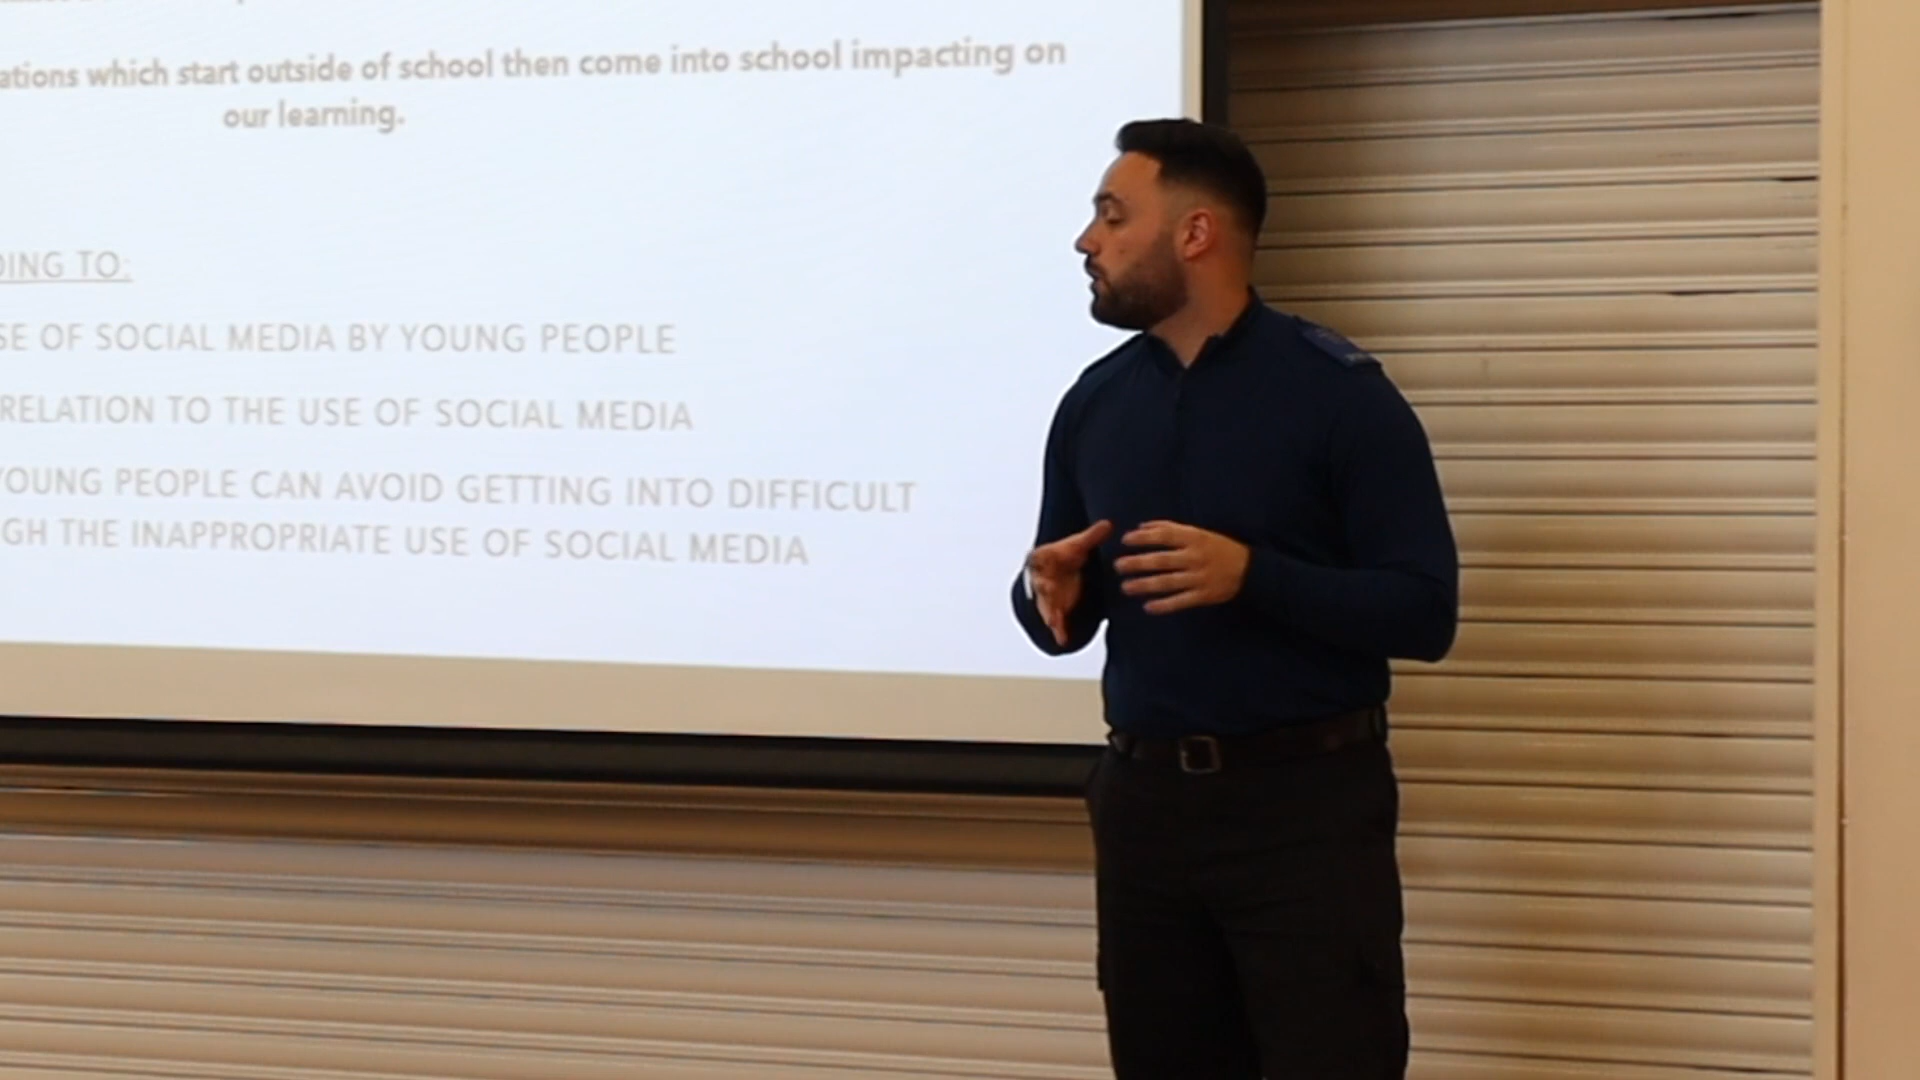 ations which start outside of school then come into school impacting on
our learning.
DING TO:
SE OF SOCIAL MEDIA BY YOUNG PEOPLE
RELATION TO THE USE OF SOCIAL MEDIA
YOUNG PEOPLE CAN AVOID GETTING INTO DIFFICULT
GH THE INAPPROPRIATE USE OF SOCIAL MEDIA